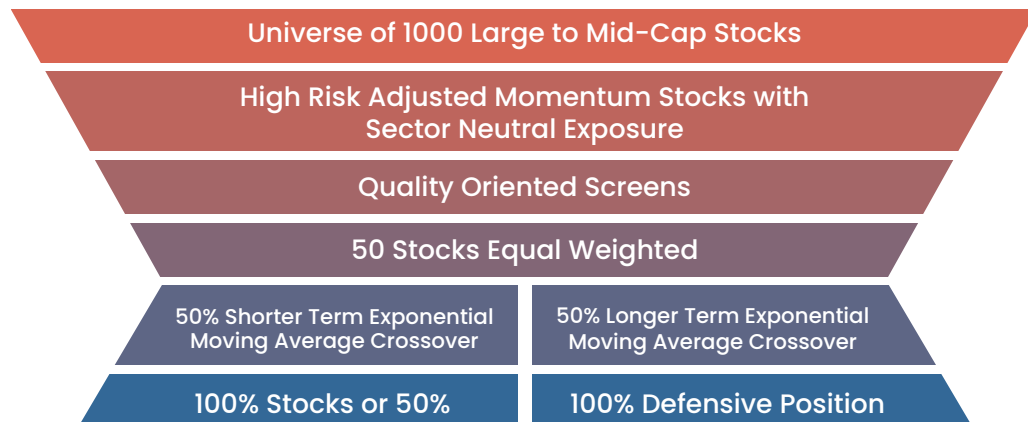 Universe of 1000 Large to Mid-Cap Stocks
High Risk Adjusted Momentum Stocks with
Sector Neutral Exposure
Quality Oriented Screens
50 Stocks Equal Weighted
50% Shorter Term Exponential
Moving Average Crossover
50% Longer Term Exponential
Moving Average Crossover
100% Stocks or 50%
100% Defensive Position